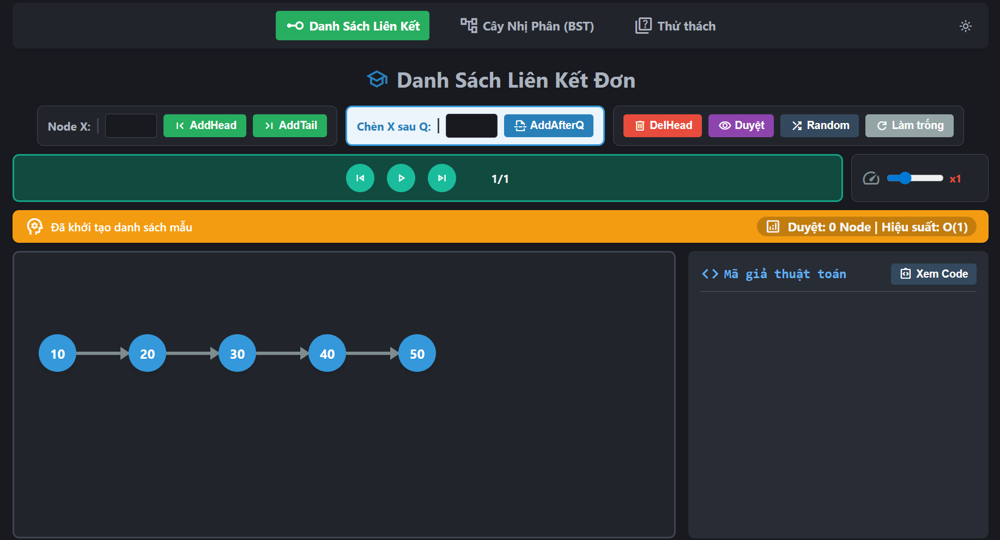 Danh Sách Liên Kết
Cây Nhị Phân (BST)
Thử thách
Danh Sách Liên Kết Đơn
Node X:
AddHead
AddTail
Chèn X sau Q:
AddAfterQ
DelHead
Duyệt
Random
Làm trống
1/1
x1
Đã khởi tạo danh sách mẫu
Duyệt: 0 Node | Hiệu suất: O(1)
Mã giả thuật toán
Xem Code
10
20
30
40
50